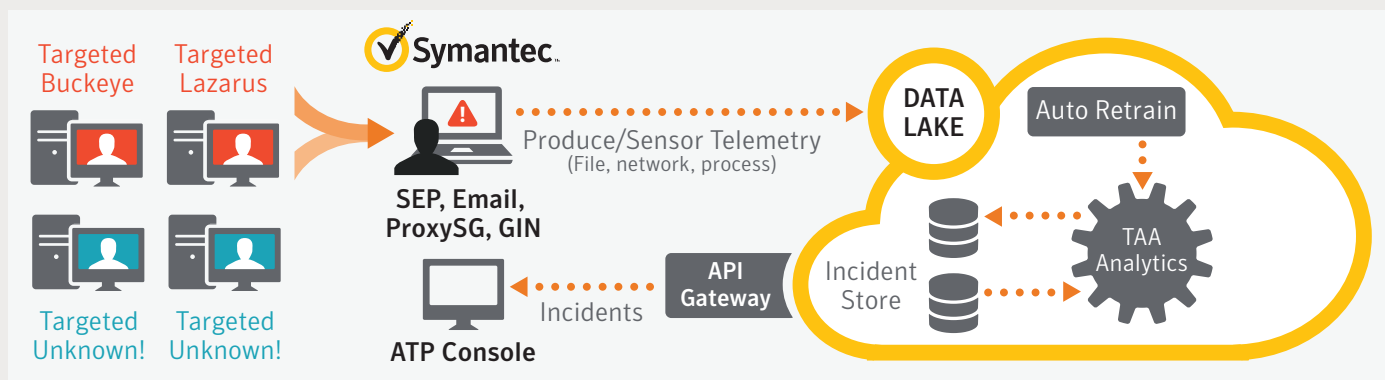 Targeted
Buckeye
Targeted
Lazarus
Targeted
Unknown!
Targeted
Unknown!
Symantec
SEP, Email,
ProxySG, GIN
Produce/Sensor Telemetry
(File, network, process)
DATA
LAKE
Auto Retrain
TAA
Analytics
Incident
Store
API
Gateway
Incidents
ATP Console